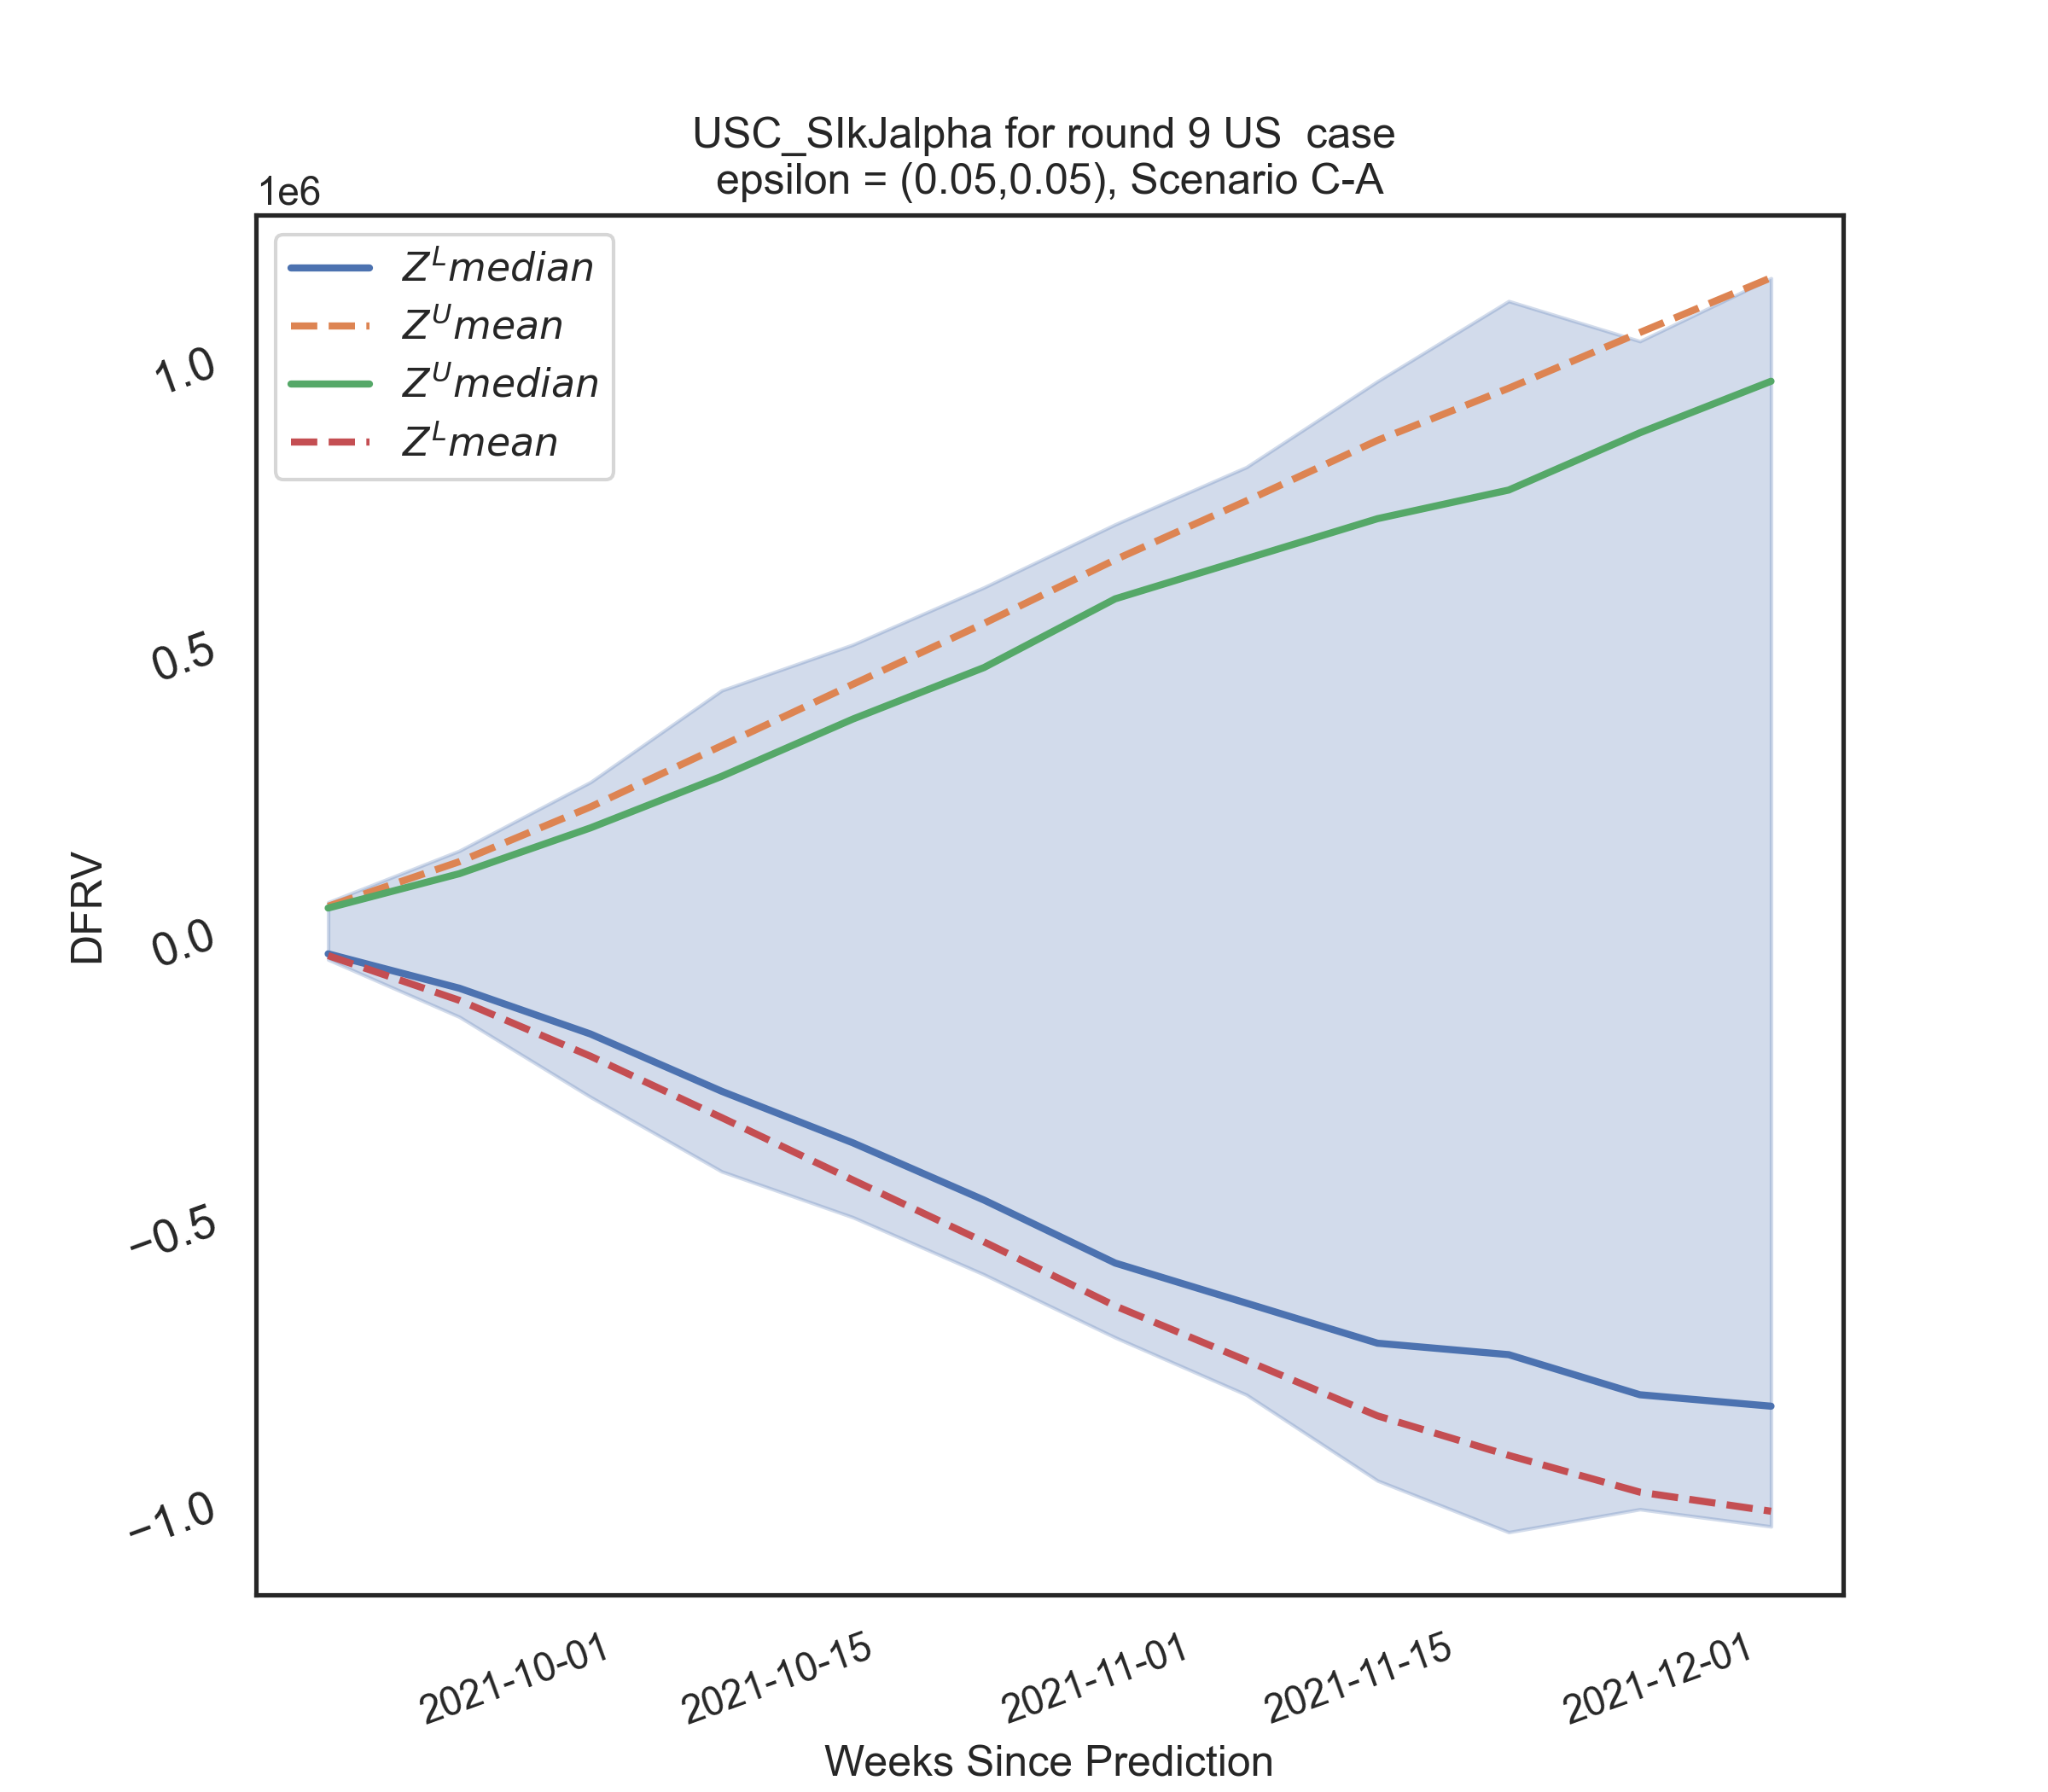 USC_SIkJalpha for round 9 US  case
epsilon = (0.05,0.05), Scenario C-A
1e6
Z^L median
Z^U mean
Z^U median
Z^L mean
1.0
0.5
0.0
−0.5
−1.0
DFRV
2021-10-01
2021-10-15
2021-11-01
2021-11-15
2021-12-01
Weeks Since Prediction